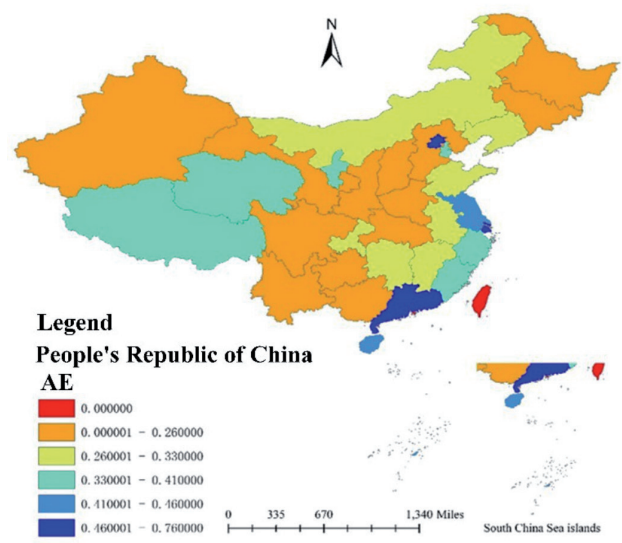 N
Legend
People's Republic of China
AE
0.000000
0.000001 - 0.260000
0.260001 - 0.330000
0.330001 - 0.410000
0.410001 - 0.460000
0.460001 - 0.760000
0 335 670 1,340 Miles
South China Sea islands